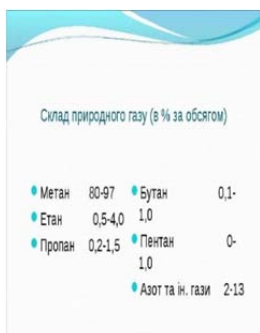 Склад природного газу (в % за обсягом)
Метан 80-97
Етан 0,5-4,0
Пропан 0,2-1,5
Бутан 0,1-
1,0
Пентан 0-
1,0
Азот та ін. гази 2-13